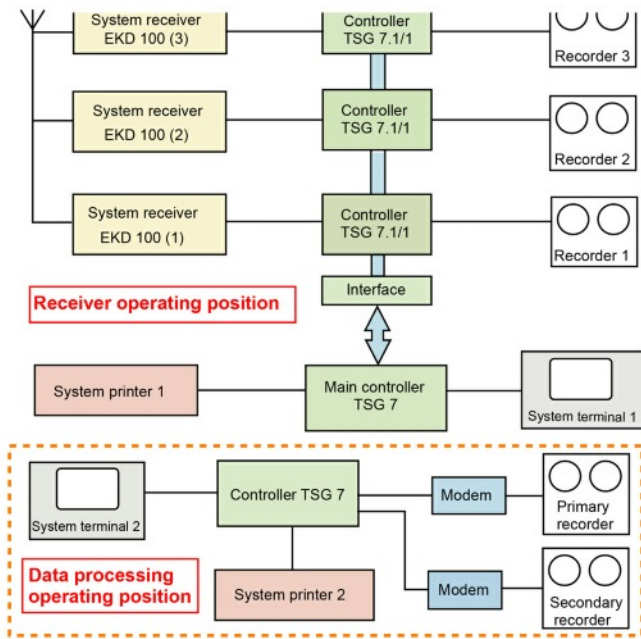 System receiver
EKD 100 (3)
Controller
TSG 7.1/1
Recorder 3
System receiver
EKD 100 (2)
Controller
TSG 7.1/1
Recorder 2
System receiver
EKD 100 (1)
Controller
TSG 7.1/1
Recorder 1
Receiver operating position
Interface
System printer 1
Main controller
TSG 7
System terminal 1
System terminal 2
Controller TSG 7
Modem
Primary
recorder
Data processing
operating position
System printer 2
Modem
Secondary
recorder